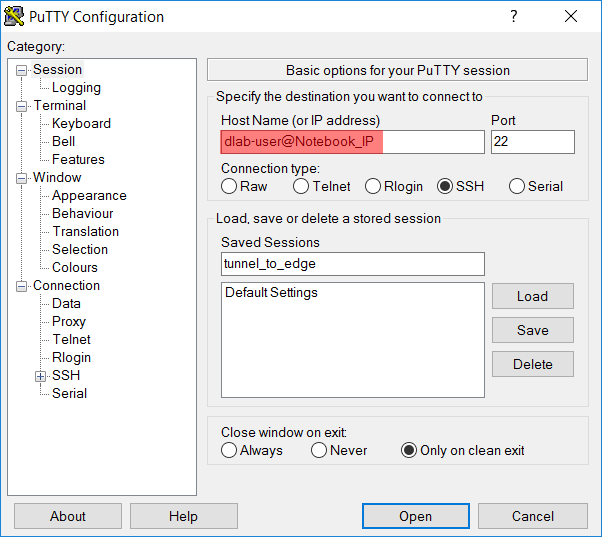 PuTTY Configuration
?
Category:
Session
Logging
Terminal
Keyboard
Bell
Features
Window
Appearance
Behaviour
Translation
Selection
Colours
Connection
Data
Proxy
Telnet
Rlogin
SSH
Serial
Basic options for your PuTTY session
Specify the destination you want to connect to
Host Name (or IP address) Port
dlab-user@Notebook_IP 22
Connection type:
Raw Telnet Rlogin SSH Serial
Load, save or delete a stored session
Saved Sessions
tunnel_to_edge
Default Settings
Load
Save
Delete
Close window on exit:
Always Never Only on clean exit
About Help Open Cancel